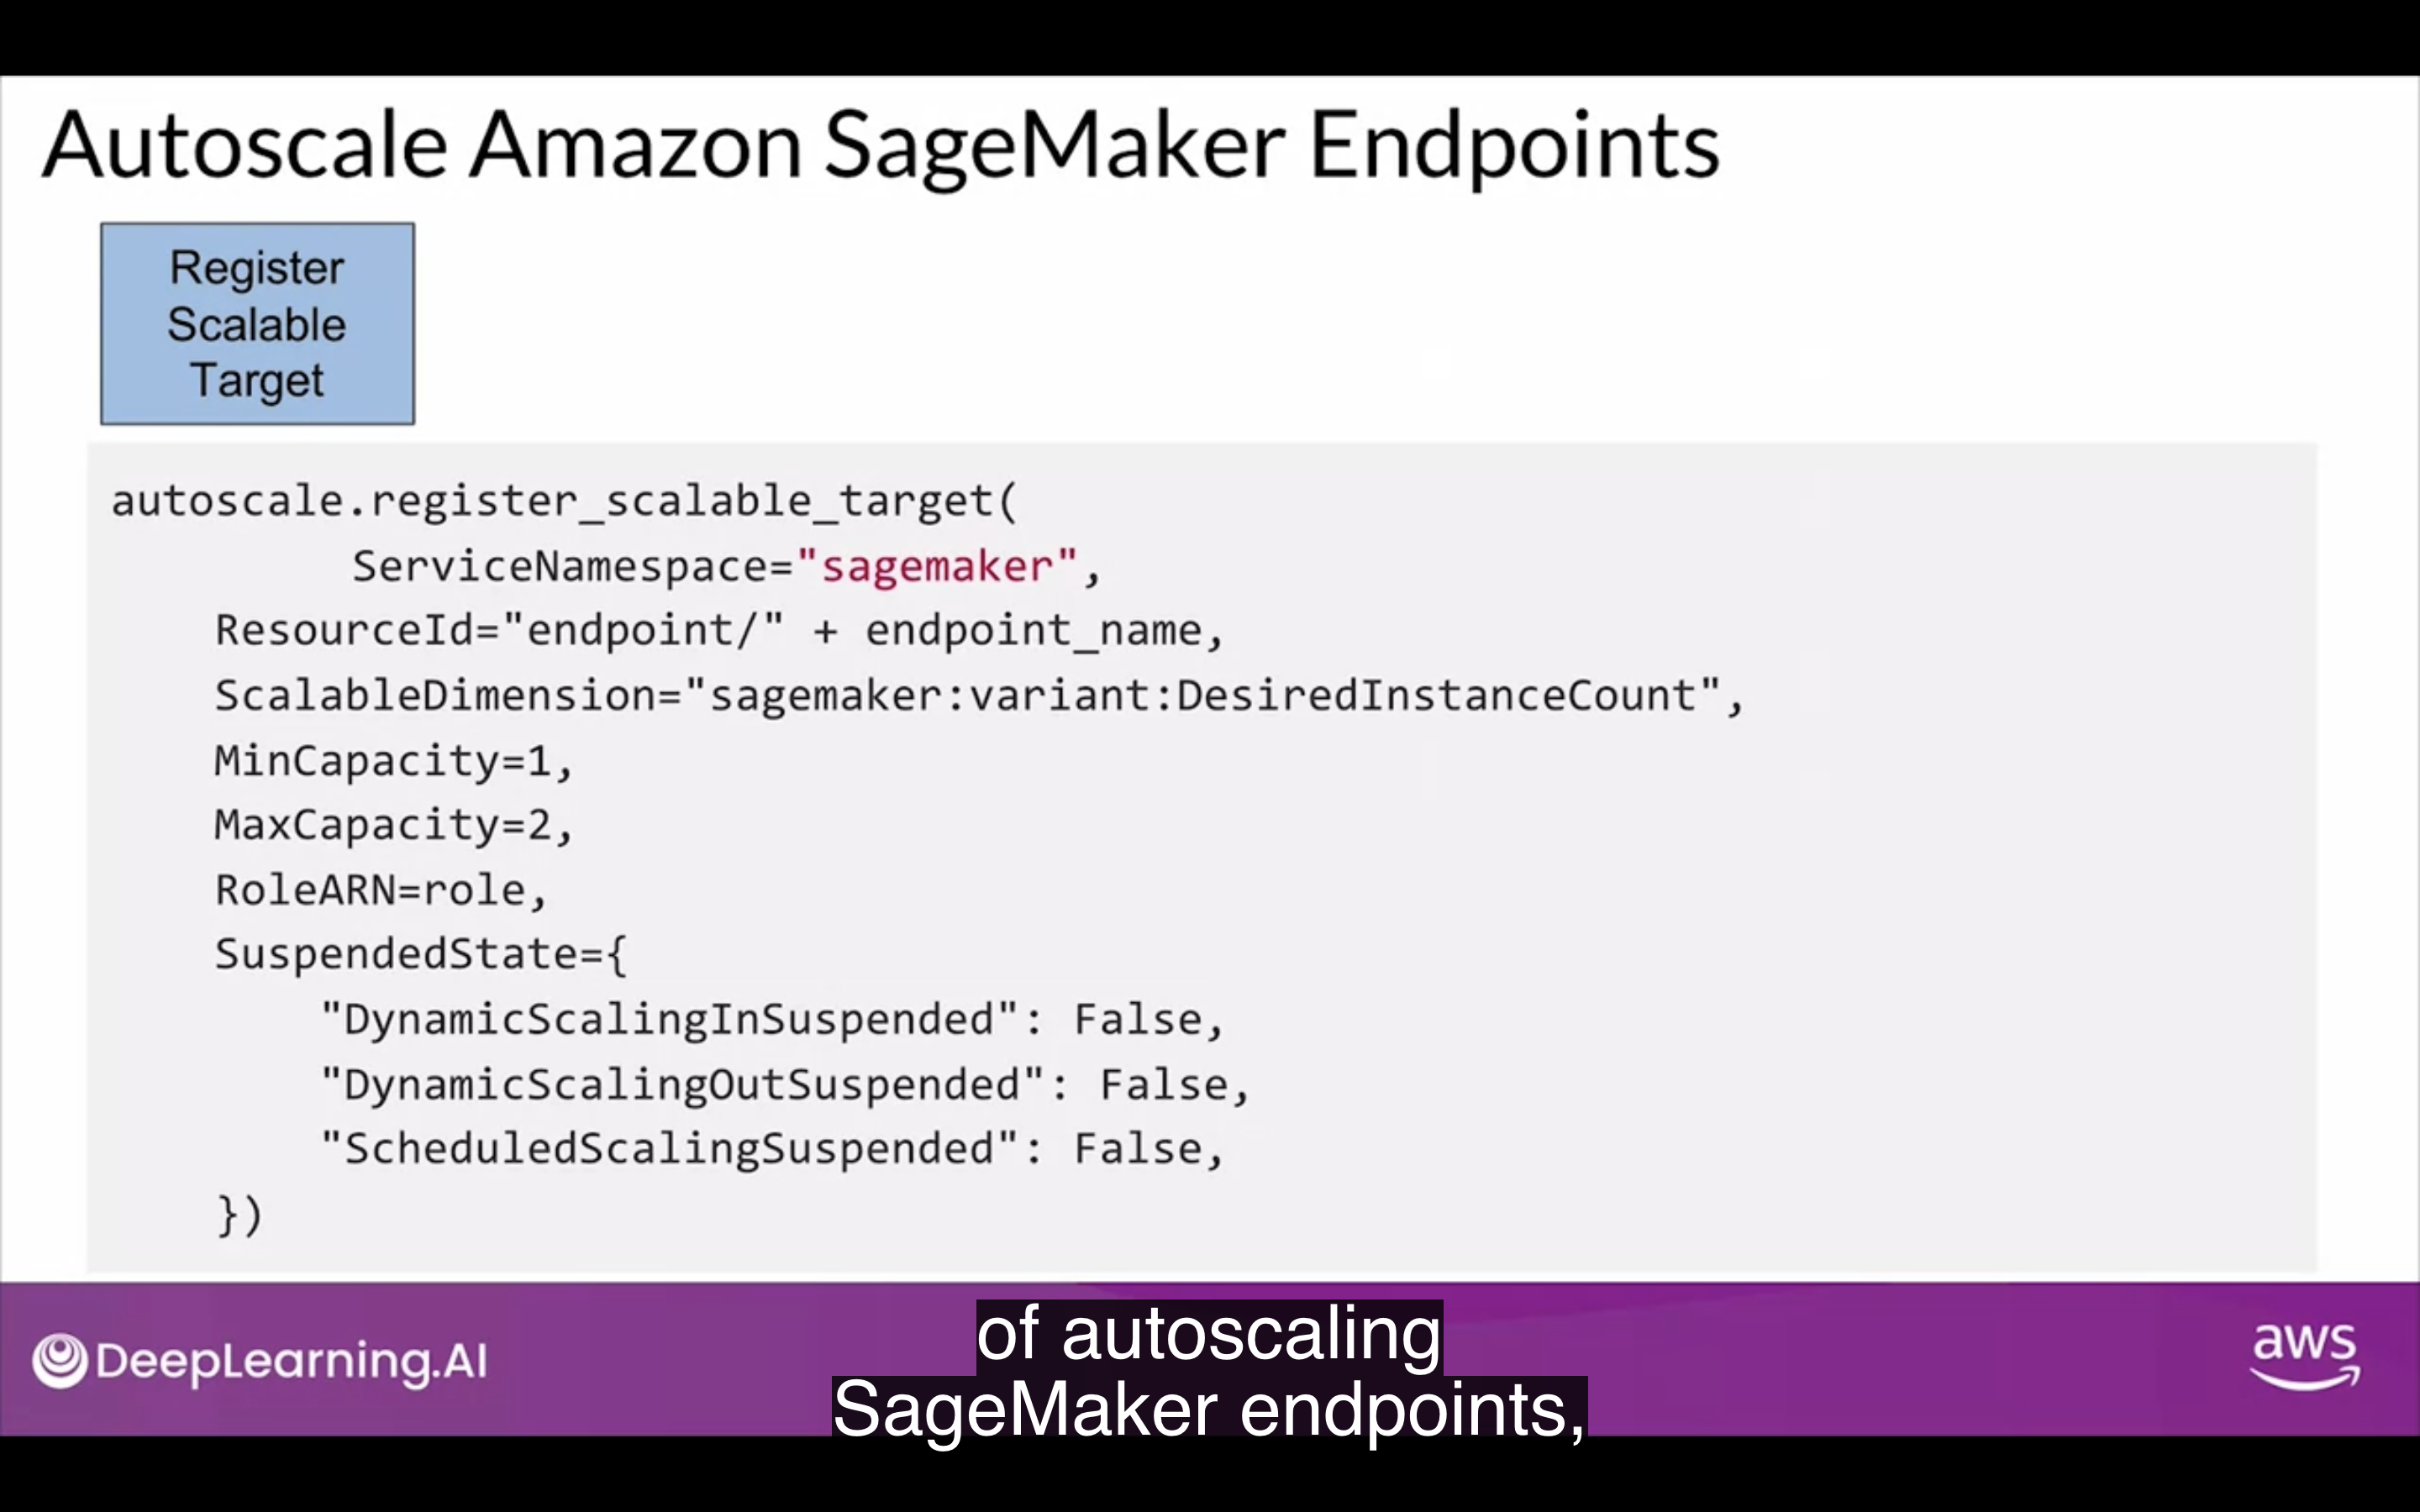 Autoscale Amazon SageMaker Endpoints
Register
Scalable
Target
autoscale.register_scalable_target(
ServiceNamespace="sagemaker",
ResourceId="endpoint/" + endpoint_name,
ScalableDimension="sagemaker:variant:DesiredInstanceCount",
MinCapacity=1,
MaxCapacity=2,
RoleARN=role,
SuspendedState={
"DynamicScalingInSuspended": False,
"DynamicScalingOutSuspended": False,
"ScheduledScalingSuspended": False,
})
of autoscaling
SageMaker endpoints,
DeepLearning.AI
aws